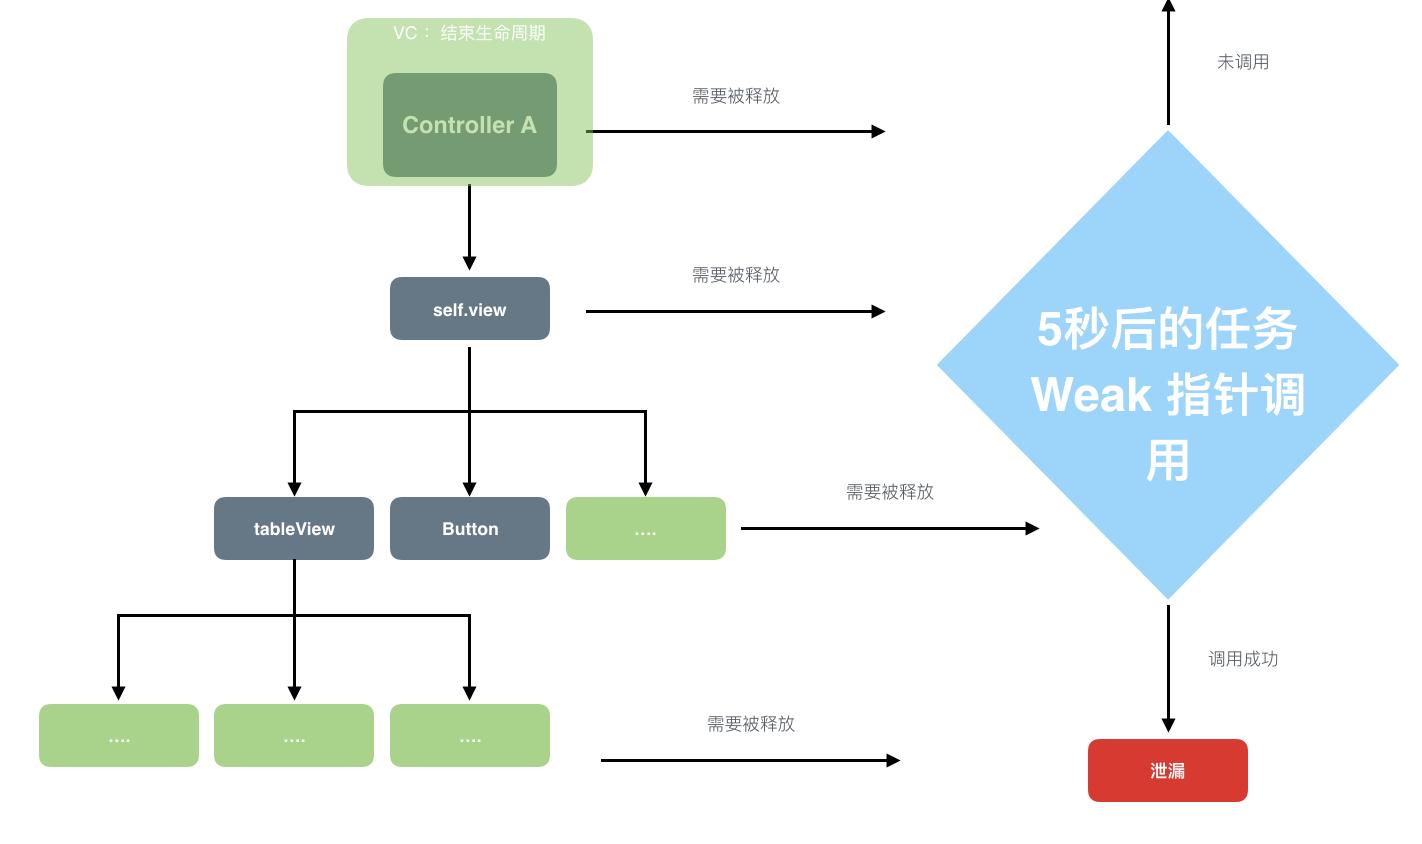 VC： 结束生命周期
Controller A
需要被释放
未调用
self.view
需要被释放
5秒后的任务
Weak 指针调
用
tableView
Button
....
需要被释放
调用成功
....
....
....
需要被释放
泄漏